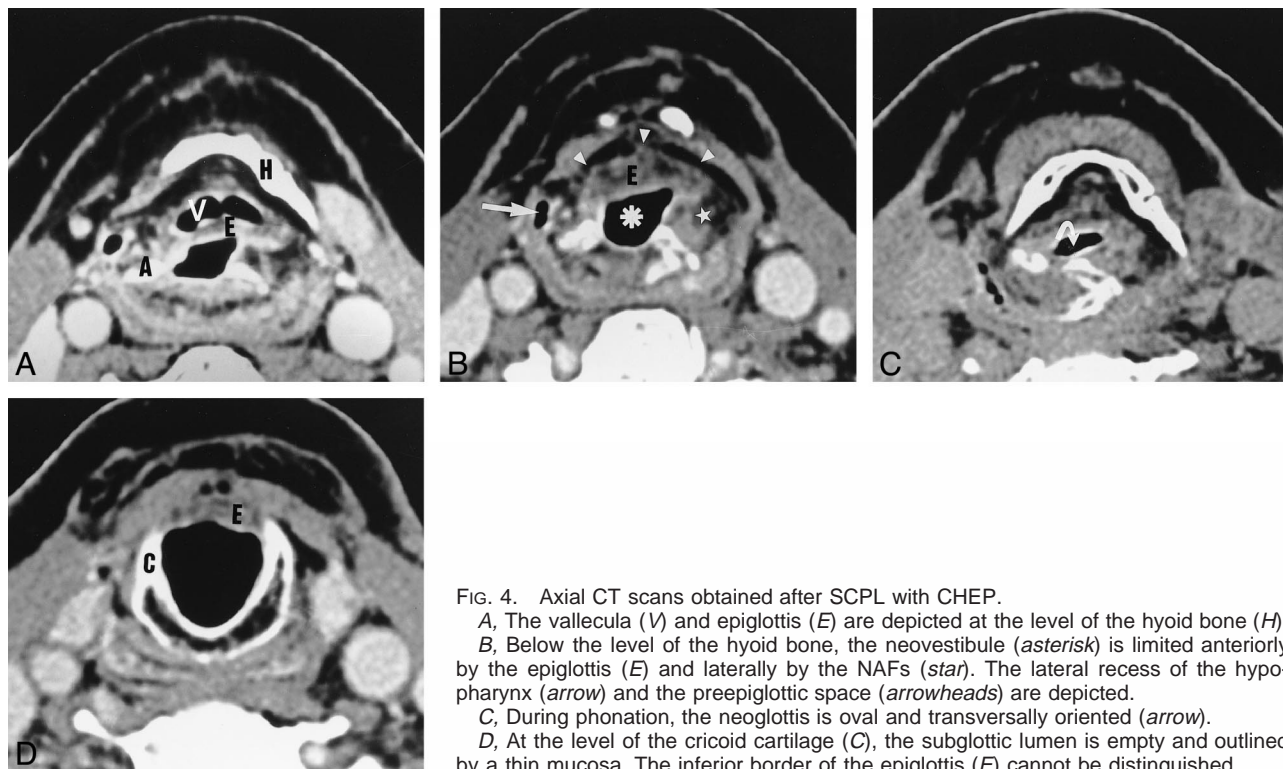 H
V
E
A
A
E
B
C
E
C
D
FIG. 4. Axial CT scans obtained after SCPL with CHEP.
A, The vallecula (V) and epiglottis (E) are depicted at the level of the hyoid bone (H)
B, Below the level of the hyoid bone, the neovestibule (asterisk) is limited anteriorly
by the epiglottis (E) and laterally by the NAFs (star). The lateral recess of the hypo-
pharynx (arrow) and the preepiglottic space (arrowheads) are depicted.
C, During phonation, the neoglottis is oval and transversally oriented (arrow).
D, At the level of the cricoid cartilage (C), the subglottic lumen is empty and outlined
by a thin mucosa. The inferior border of the epiglottis (E) cannot be distinguished